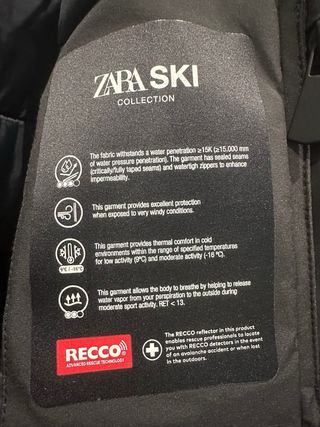 ZARA SKI
COLLECTION
The fabric withstands a water penetration ≥15K (≥15.000 mm
of water pressure penetration). The garment has sealed seams
(critically/fully taped seams) and watertigh zippers to enhance
impermeability.
This garment provides excellent protection
when exposed to very windy conditions.
This garment provides thermal comfort in cold
environments within the range of specified temperatures
for low activity (9ºC) and moderate activity (-16 ºC).
9ºC / -16ºC
This garment allows the body to breathe by helping to release
water vapor from your perspiration to the outside during
moderate sport activity. RET < 13.
RECCO
ADVANCED RESCUE TECHNOLOGY
The RECCO reflector in this product
enables rescue professionals to locate
you with RECCO detectors in the event
of an avalanche accident or when lost
in the outdoors.